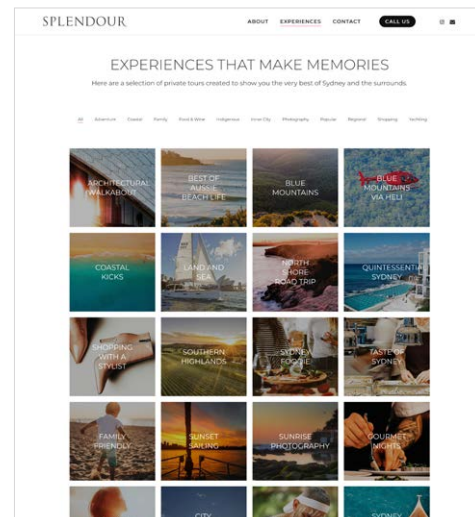 SPLENDOUR
ABOUT EXPERIENCES CONTACT CALL US
EXPERIENCES THAT MAKE MEMORIES
Here are a selection of private tours created to show you the very best of Sydney and the surrounds.
All Adventure Coastal Family Food & Wine Indigenous Inner City Photography Popular Regional Shopping Yachting
ARCHITECTURAL
WALKABOUT
BEST OF
AUSSIE
BEACH LIFE
BLUE
MOUNTAINS
BLUE
MOUNTAINS
VIA HELI
COASTAL
KICKS
LAND AND
SEA
NORTH
SHORE
ROAD TRIP
QUINTESSENTIAL
SYDNEY
SHOPPING
WITH A
STYLIST
SOUTHERN
HIGHLANDS
SYDNEY
FOODIE
TASTE OF
SYDNEY
FAMILY
FRIENDLY
SUNSET
SAILING
SUNRISE
PHOTOGRAPHY
GOURMET
NIGHTS
CITY
SYDNEY